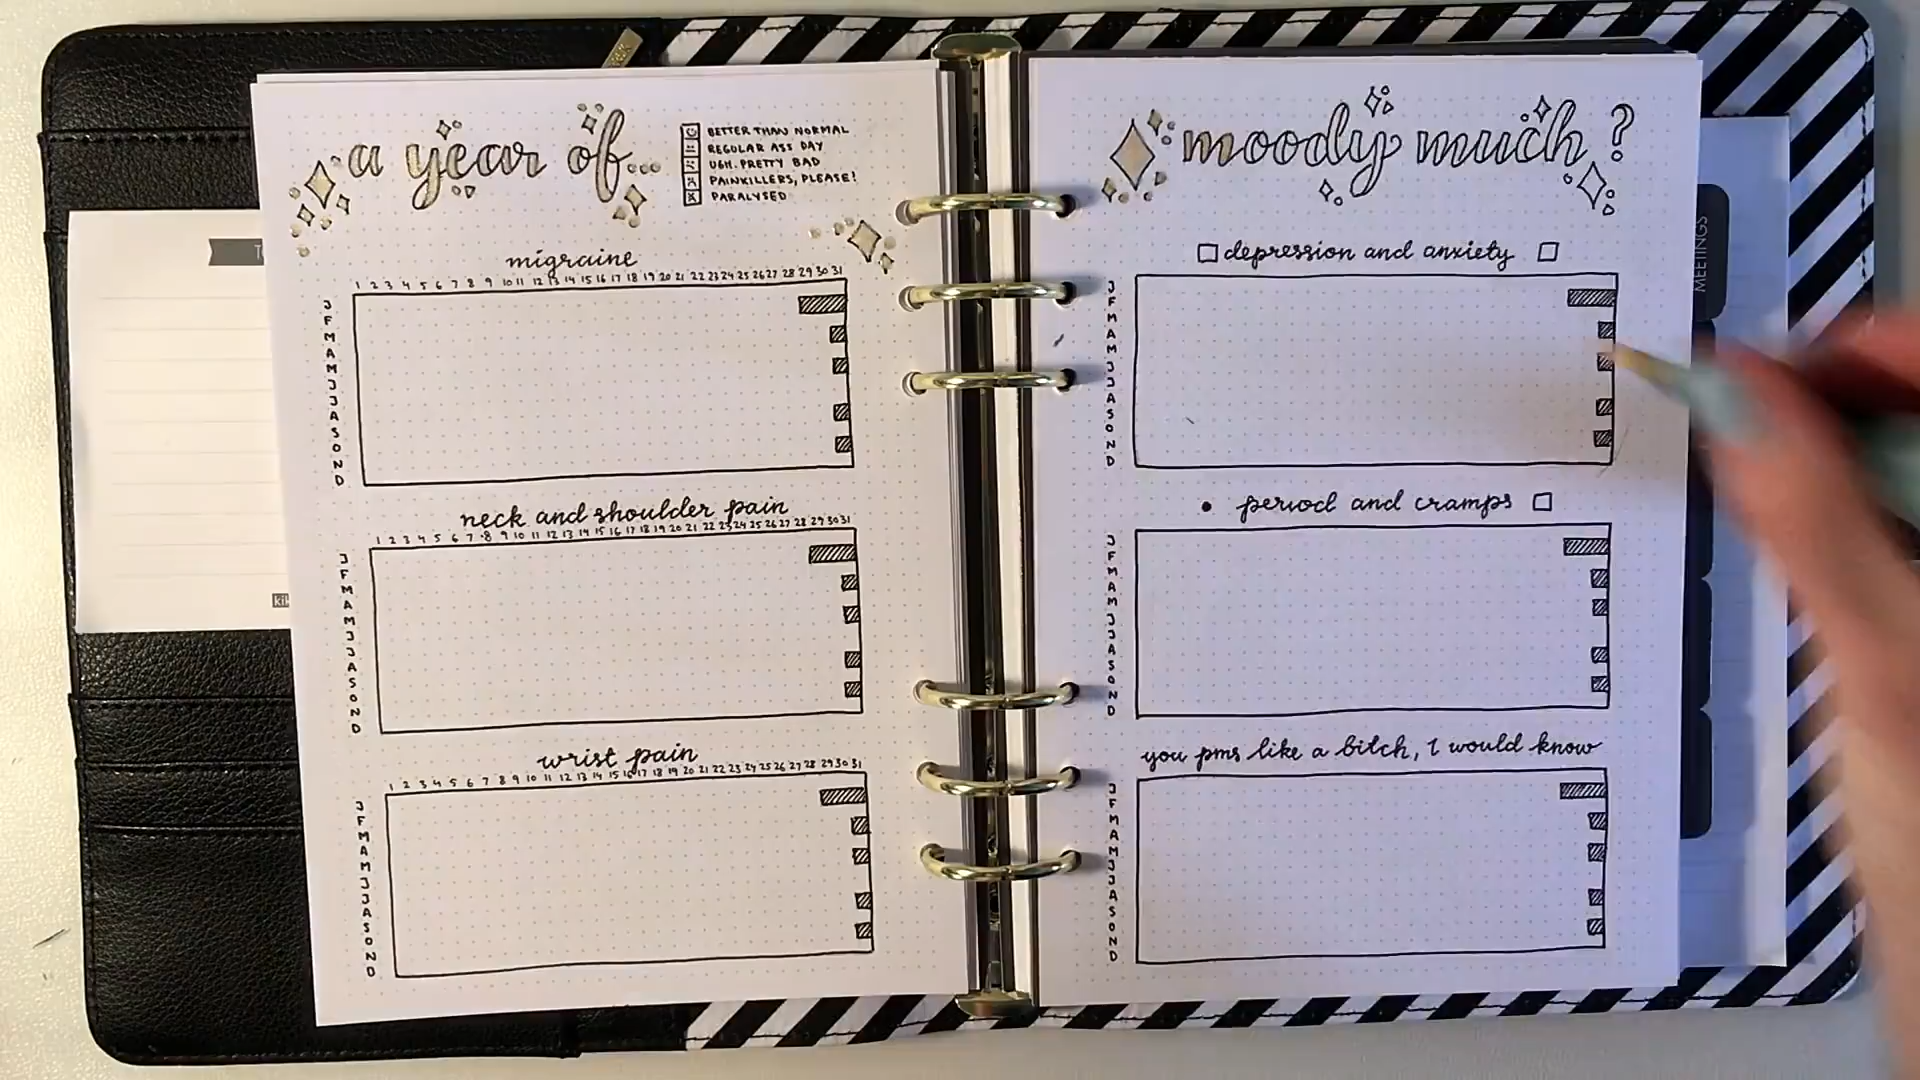 a year of...
BETTER THAN NORMAL
REGULAR ASS DAY
UGH. PRETTY BAD
PAINKILLERS, PLEASE!
PARALYSED
migraine
1 2 3 4 5 6 7 8 9 10 11 12 13 14 15 16 17 18 19 20 21 22 23 24 25 26 27 28 29 30 31
J
F
M
A
M
J
J
A
S
O
N
D
neck and shoulder pain
1 2 3 4 5 6 7 8 9 10 11 12 13 14 15 16 17 18 19 20 21 22 23 24 25 26 27 28 29 30 31
J
F
M
A
M
J
J
A
S
O
N
D
wrist pain
1 2 3 4 5 6 7 8 9 10 11 12 13 14 15 16 17 18 19 20 21 22 23 24 25 26 27 28 29 30 31
J
F
M
A
M
J
J
A
S
O
N
D
moody much?
depression and anxiety
J
F
M
A
M
J
J
A
S
O
N
D
period and cramps
J
F
M
A
M
J
J
A
S
O
N
D
you pms like a bitch, I would know
J
F
M
A
M
J
J
A
S
O
N
D
MEETINGS